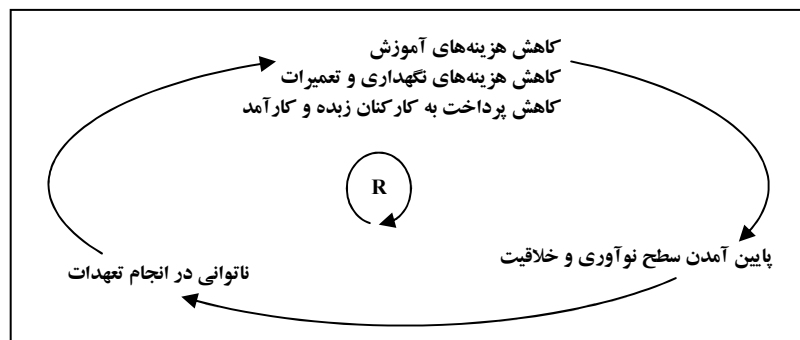 کاهش هزینه‌های آموزش
کاهش هزینه‌های نگهداری و تعمیرات
کاهش پرداخت به کارکنان زبده و کارآمد
R
پایین آمدن سطح نوآوری و خلاقیت
ناتوانی در انجام تعهدات